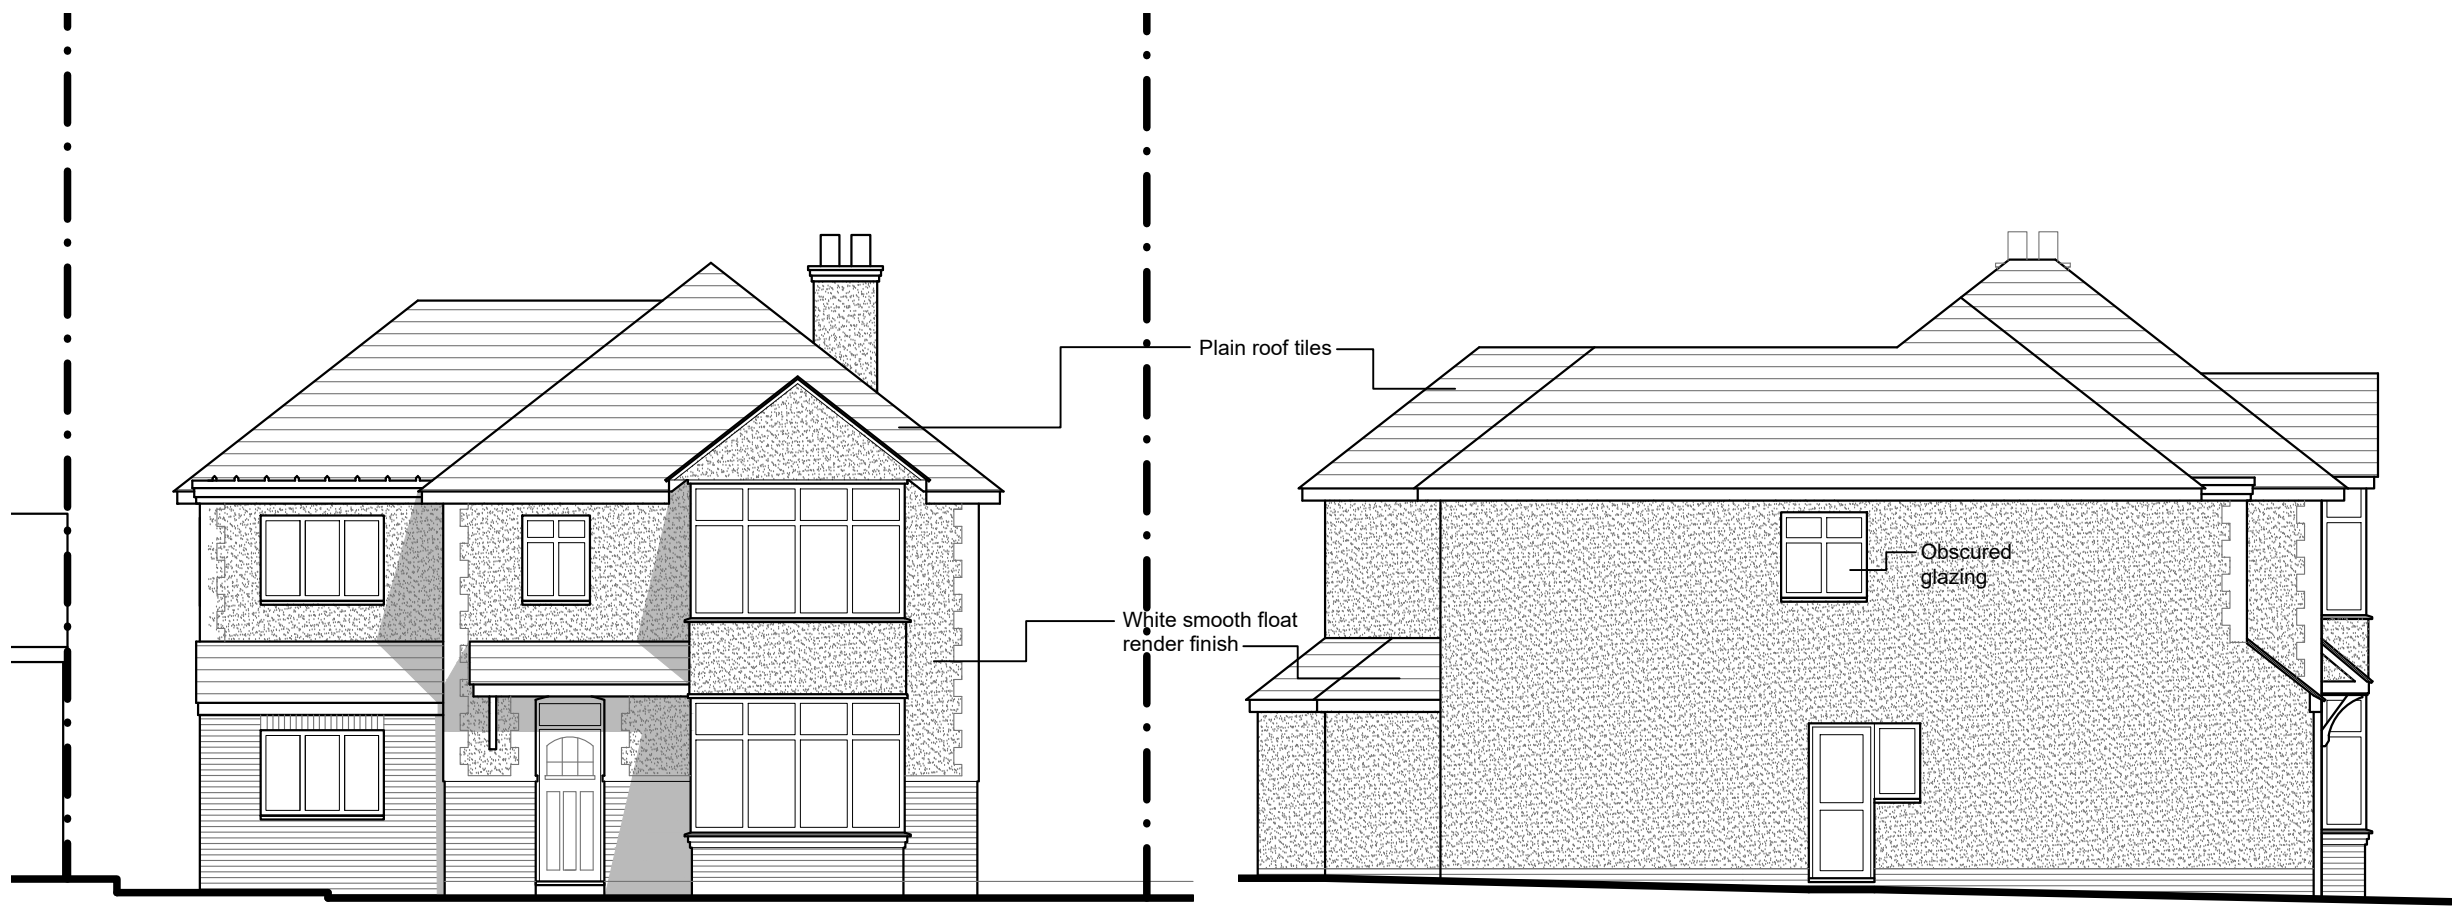 Plain roof tiles
Obscured
glazing
White smooth float
render finish